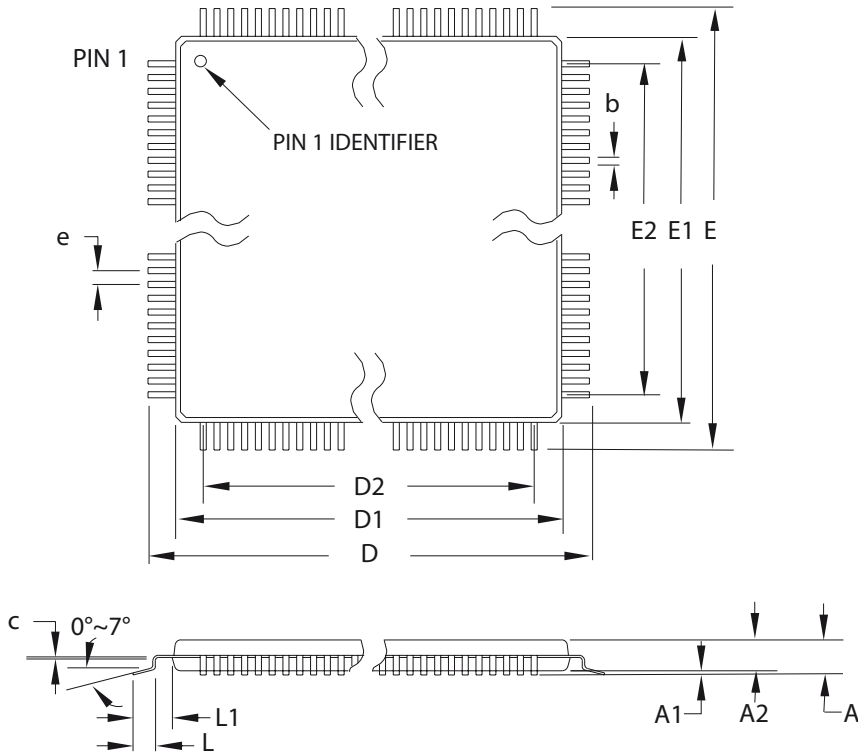 PIN 1
b
PIN 1 IDENTIFIER
E2 E1 E
e
D2
D1
D
c
0°~7°
L1
L
A1
A2
A